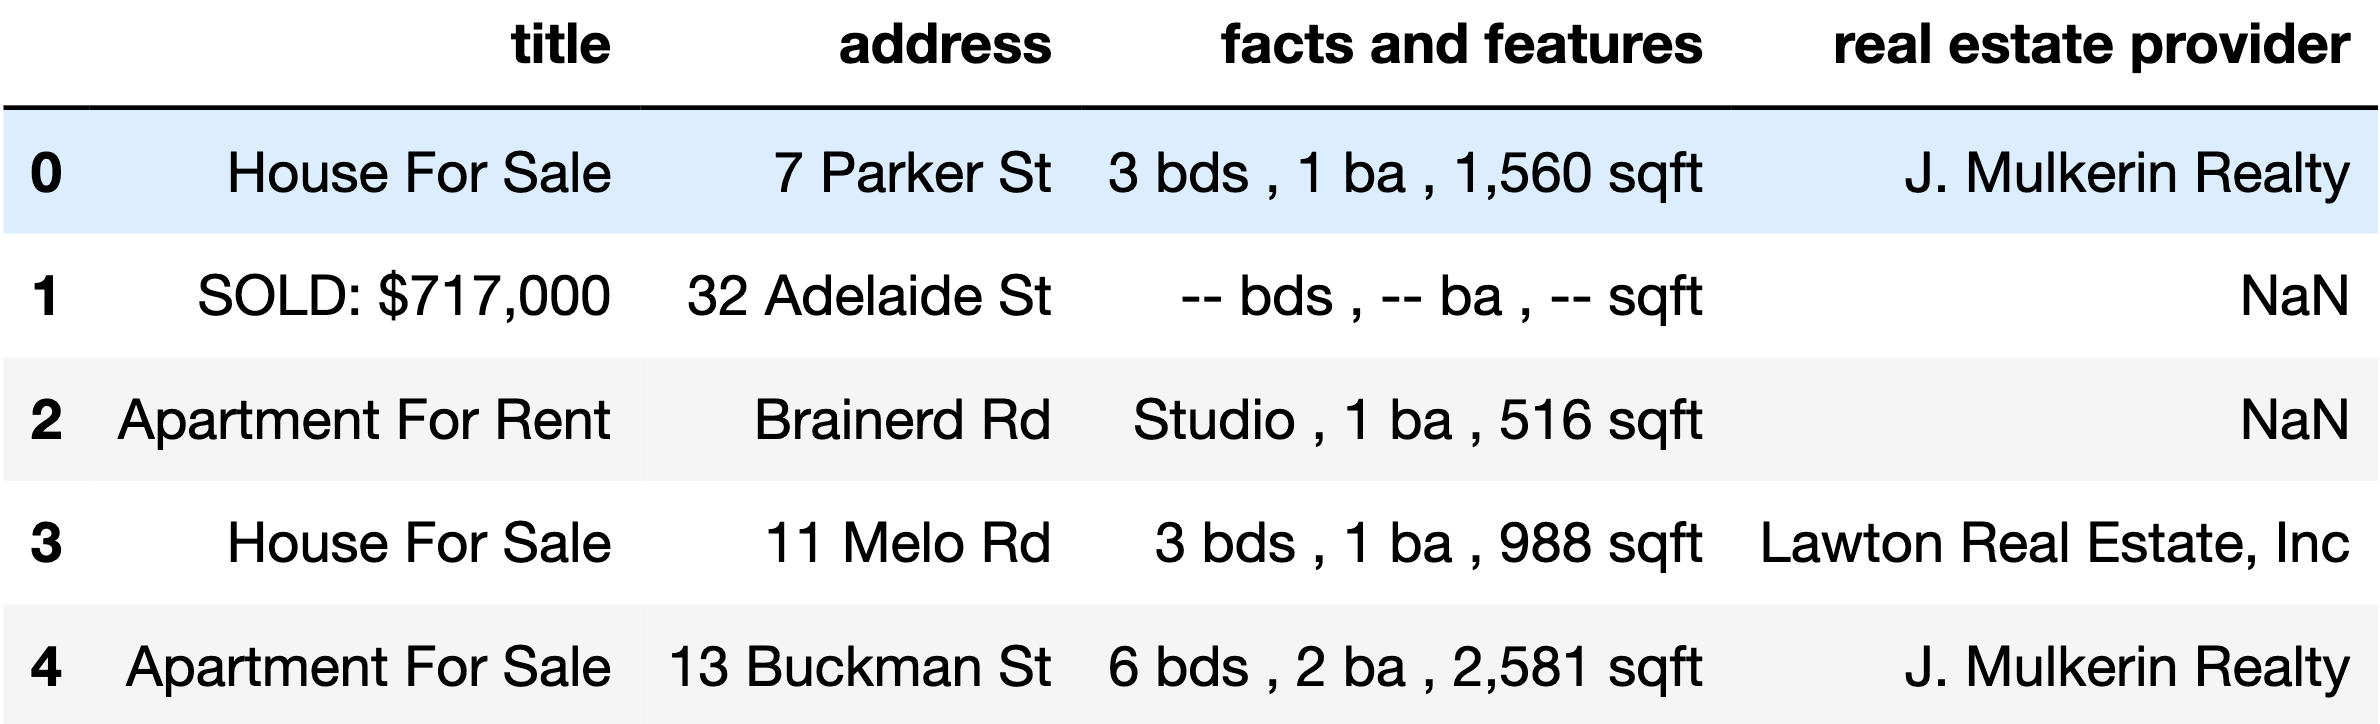 title address facts and features real estate provider
0 House For Sale 7 Parker St 3 bds , 1 ba , 1,560 sqft J. Mulkerin Realty
1 SOLD: $717,000 32 Adelaide St -- bds , -- ba , -- sqft NaN
2 Apartment For Rent Brainerd Rd Studio , 1 ba , 516 sqft NaN
3 House For Sale 11 Melo Rd 3 bds , 1 ba , 988 sqft Lawton Real Estate, Inc
4 Apartment For Sale 13 Buckman St 6 bds , 2 ba , 2,581 sqft J. Mulkerin Realty